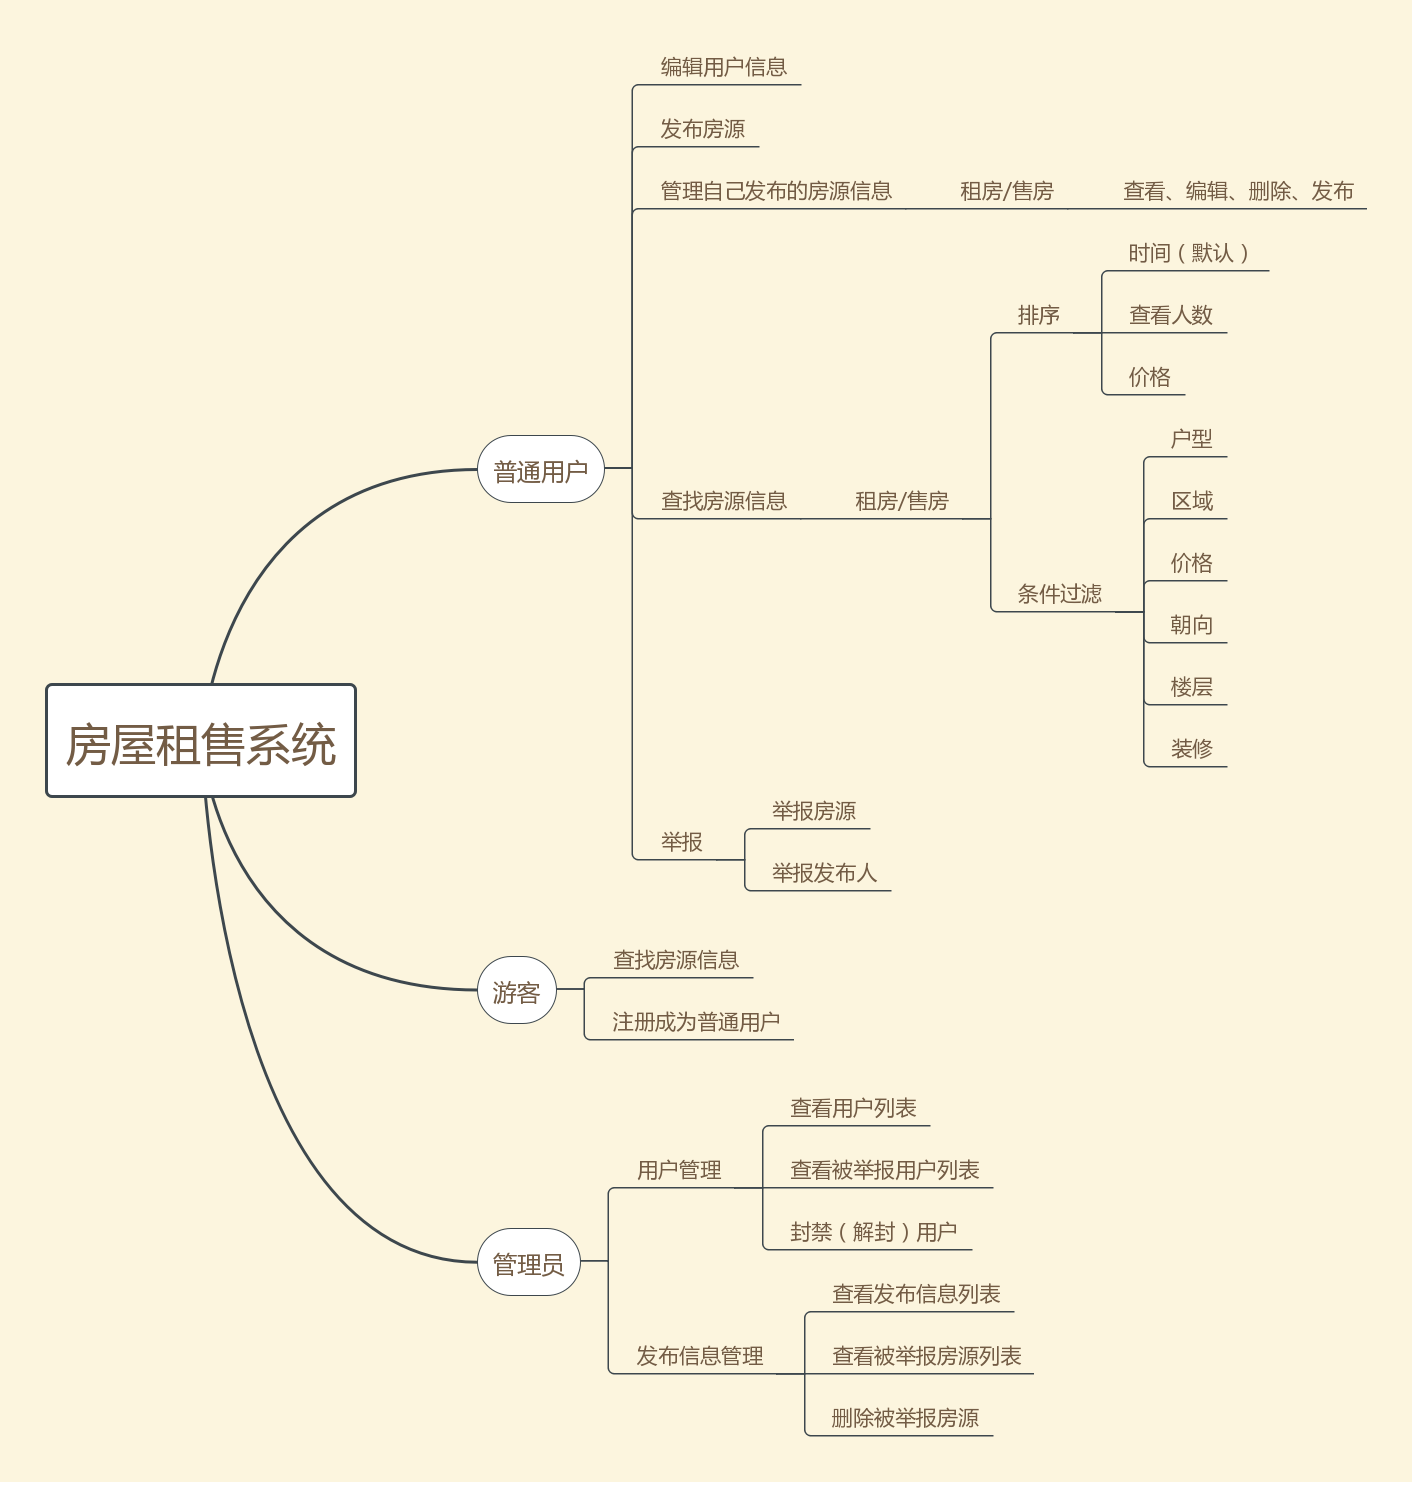 房屋租售系统
普通用户
编辑用户信息
发布房源
管理自己发布的房源信息
租房/售房
查看、编辑、删除、发布
查找房源信息
租房/售房
排序
时间（默认）
查看人数
价格
条件过滤
户型
区域
价格
朝向
楼层
装修
举报
举报房源
举报发布人
游客
查找房源信息
注册成为普通用户
管理员
用户管理
查看用户列表
查看被举报用户列表
封禁（解封）用户
发布信息管理
查看发布信息列表
查看被举报房源列表
删除被举报房源